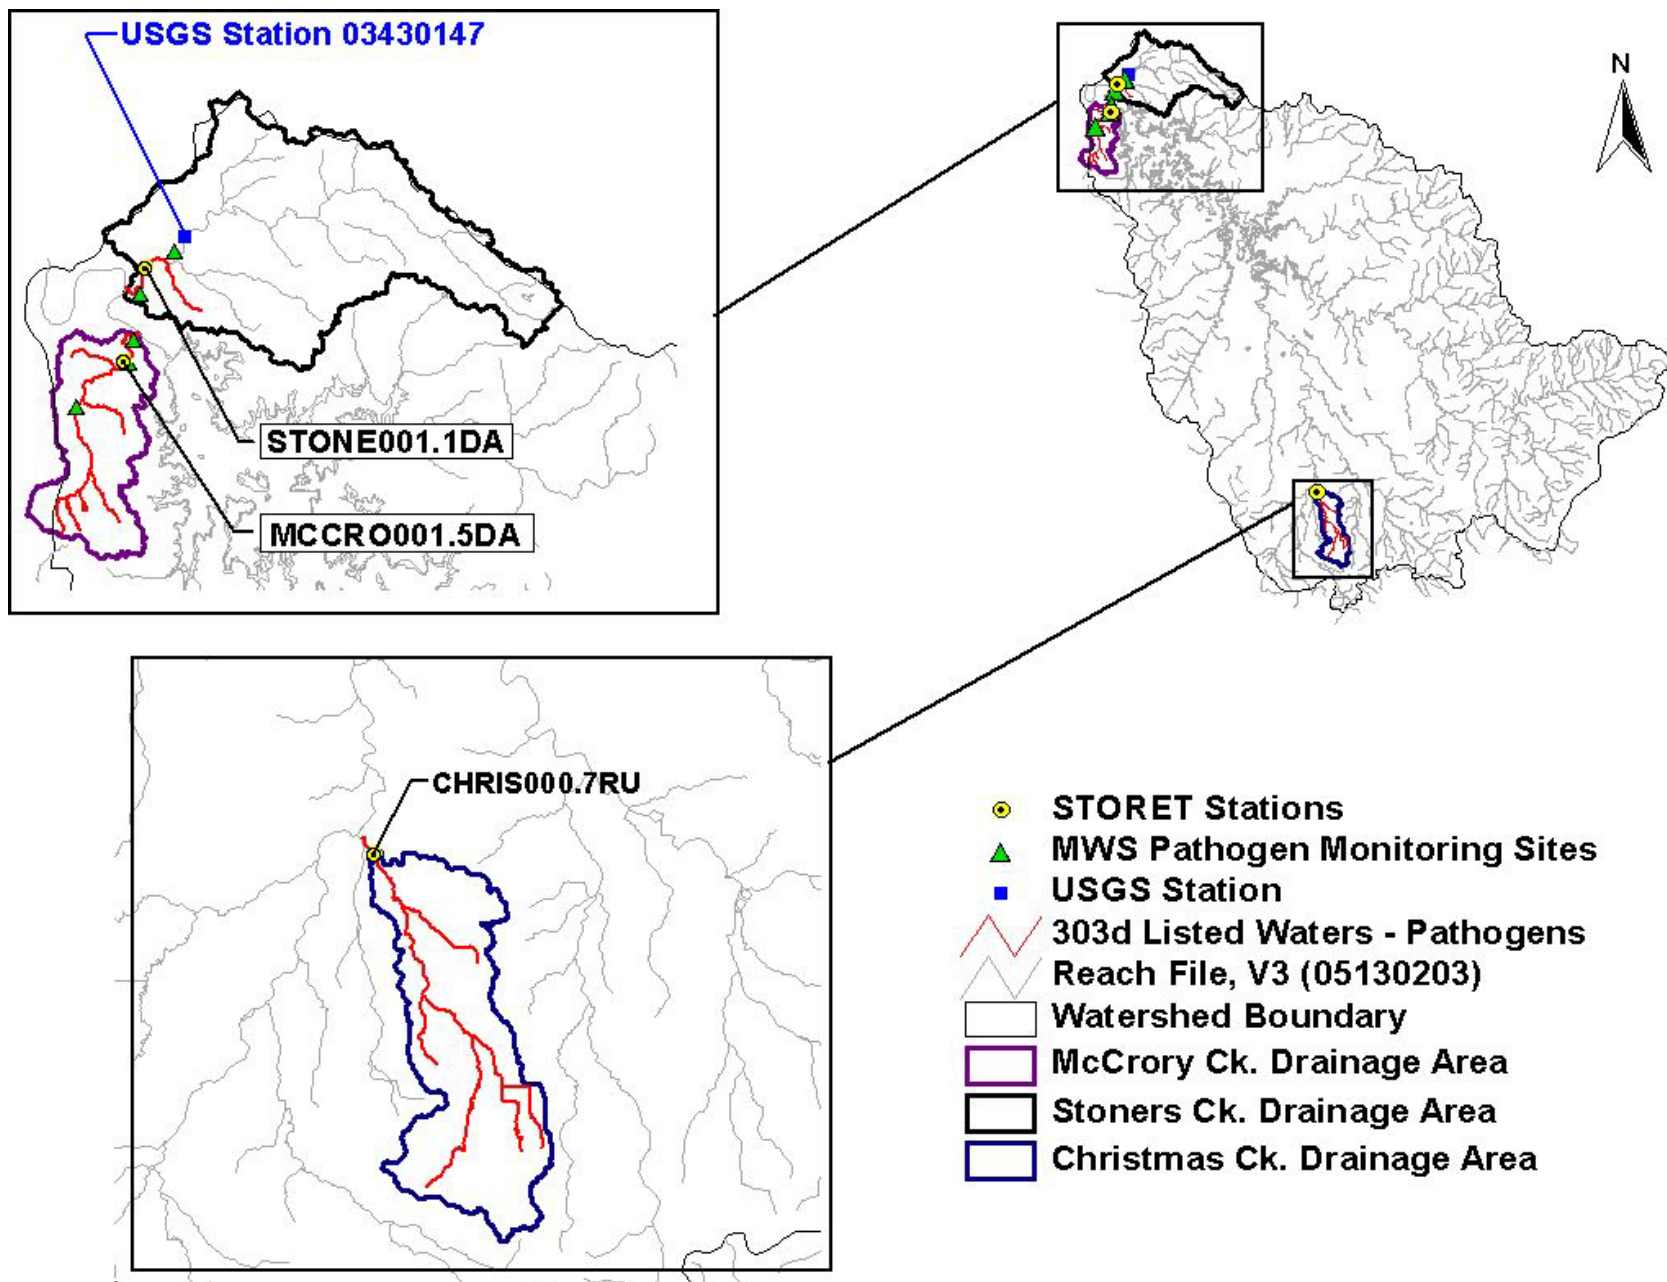 USGS Station 03430147
N
STONE001.1DA
MCCRO001.5DA
CHRIS000.7RU
STORET Stations
MWS Pathogen Monitoring Sites
USGS Station
303d Listed Waters - Pathogens
Reach File, V3 (05130203)
Watershed Boundary
McCrory Ck. Drainage Area
Stoners Ck. Drainage Area
Christmas Ck. Drainage Area